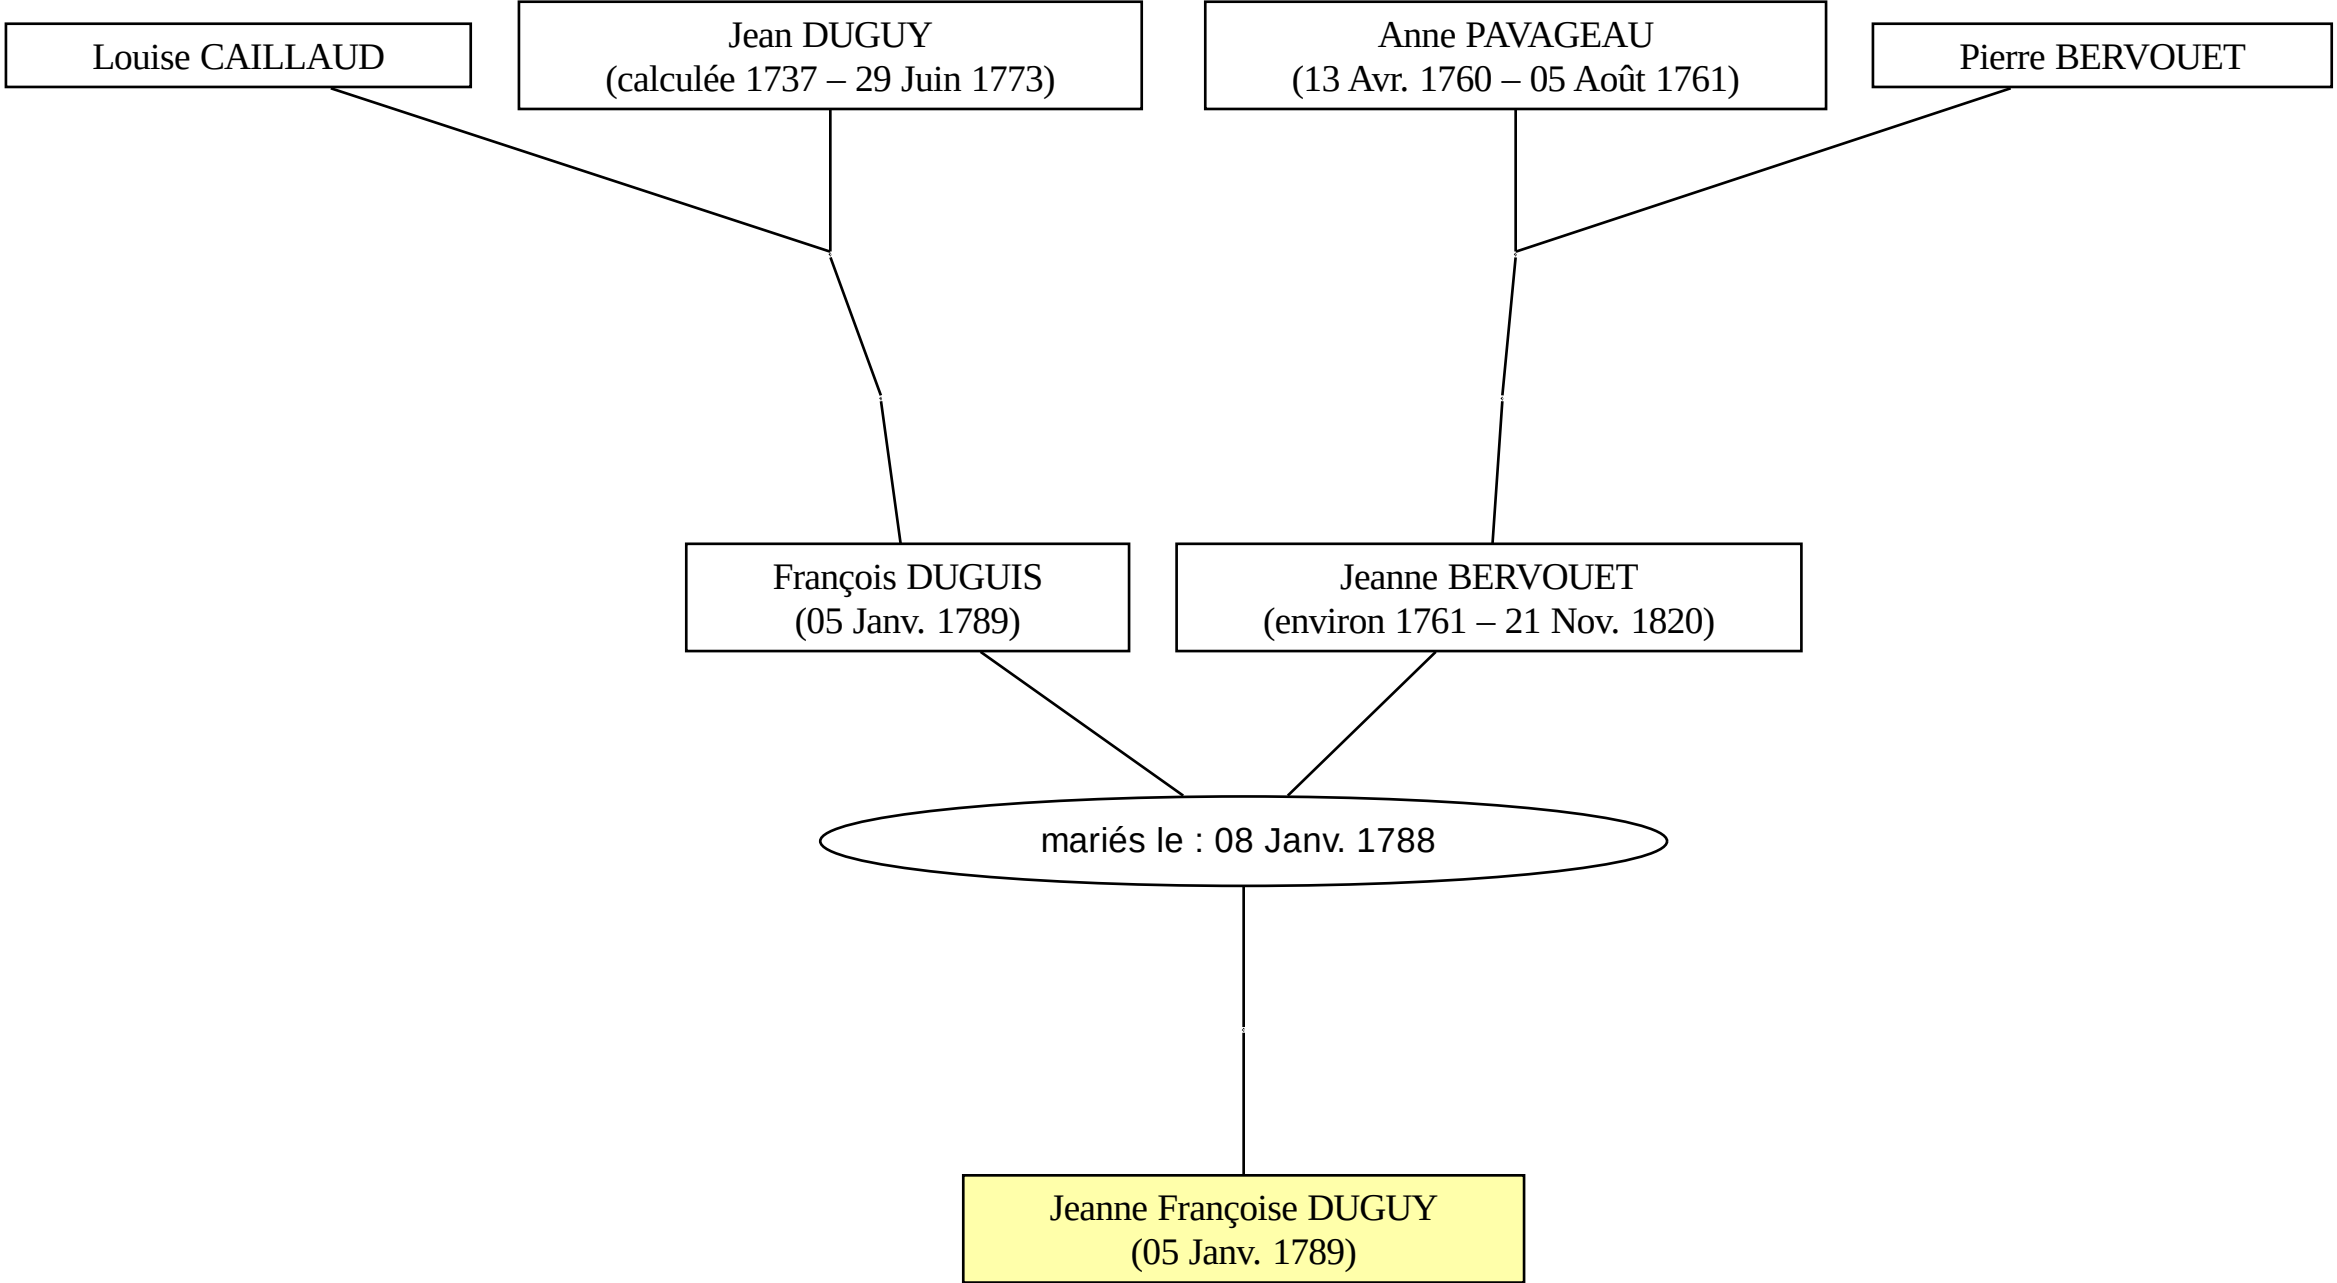 Louise CAILLAUD
Jean DUGUY
(calculée 1737 – 29 Juin 1773)
Anne PAVAGEAU
(13 Avr. 1760 – 05 Août 1761)
Pierre BERVOUET
François DUGUIS
(05 Janv. 1789)
Jeanne BERVOUET
(environ 1761 – 21 Nov. 1820)
mariés le : 08 Janv. 1788
Jeanne Françoise DUGUY
(05 Janv. 1789)